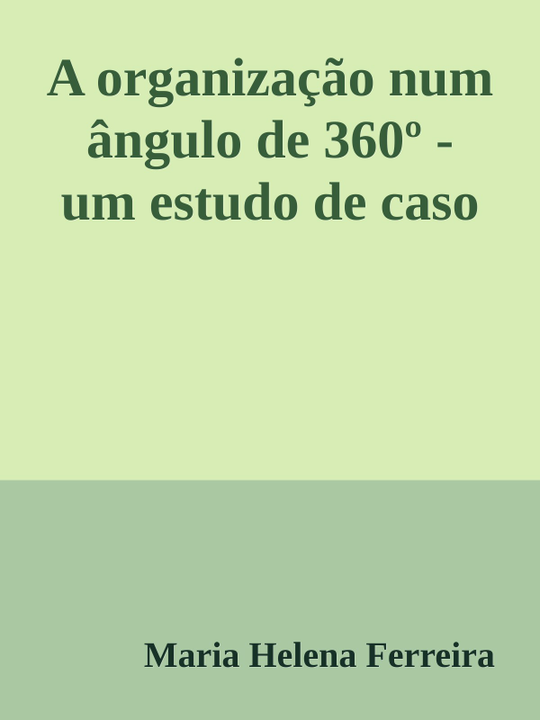 A organização num
ângulo de 360º -
um estudo de caso
Maria Helena Ferreira